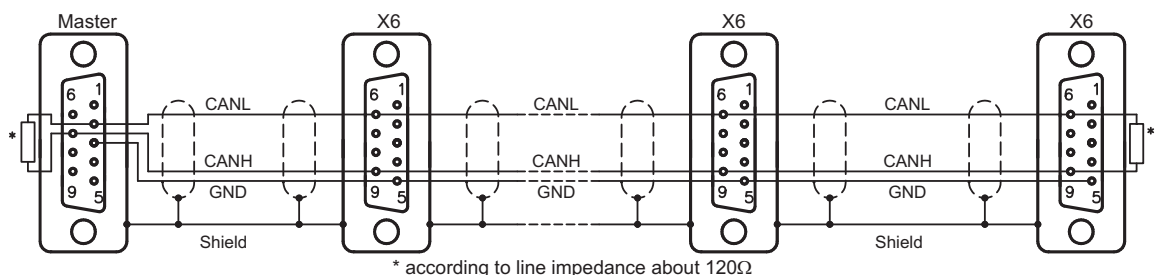 Master X6 X6 X6
6 1 6 1 6 1 6 1
CANL CANL CANL
* *
CANH CANH CANH
9 5 9 5 9 5 9 5
GND GND GND
Shield Shield
* according to line impedance about 120Ω